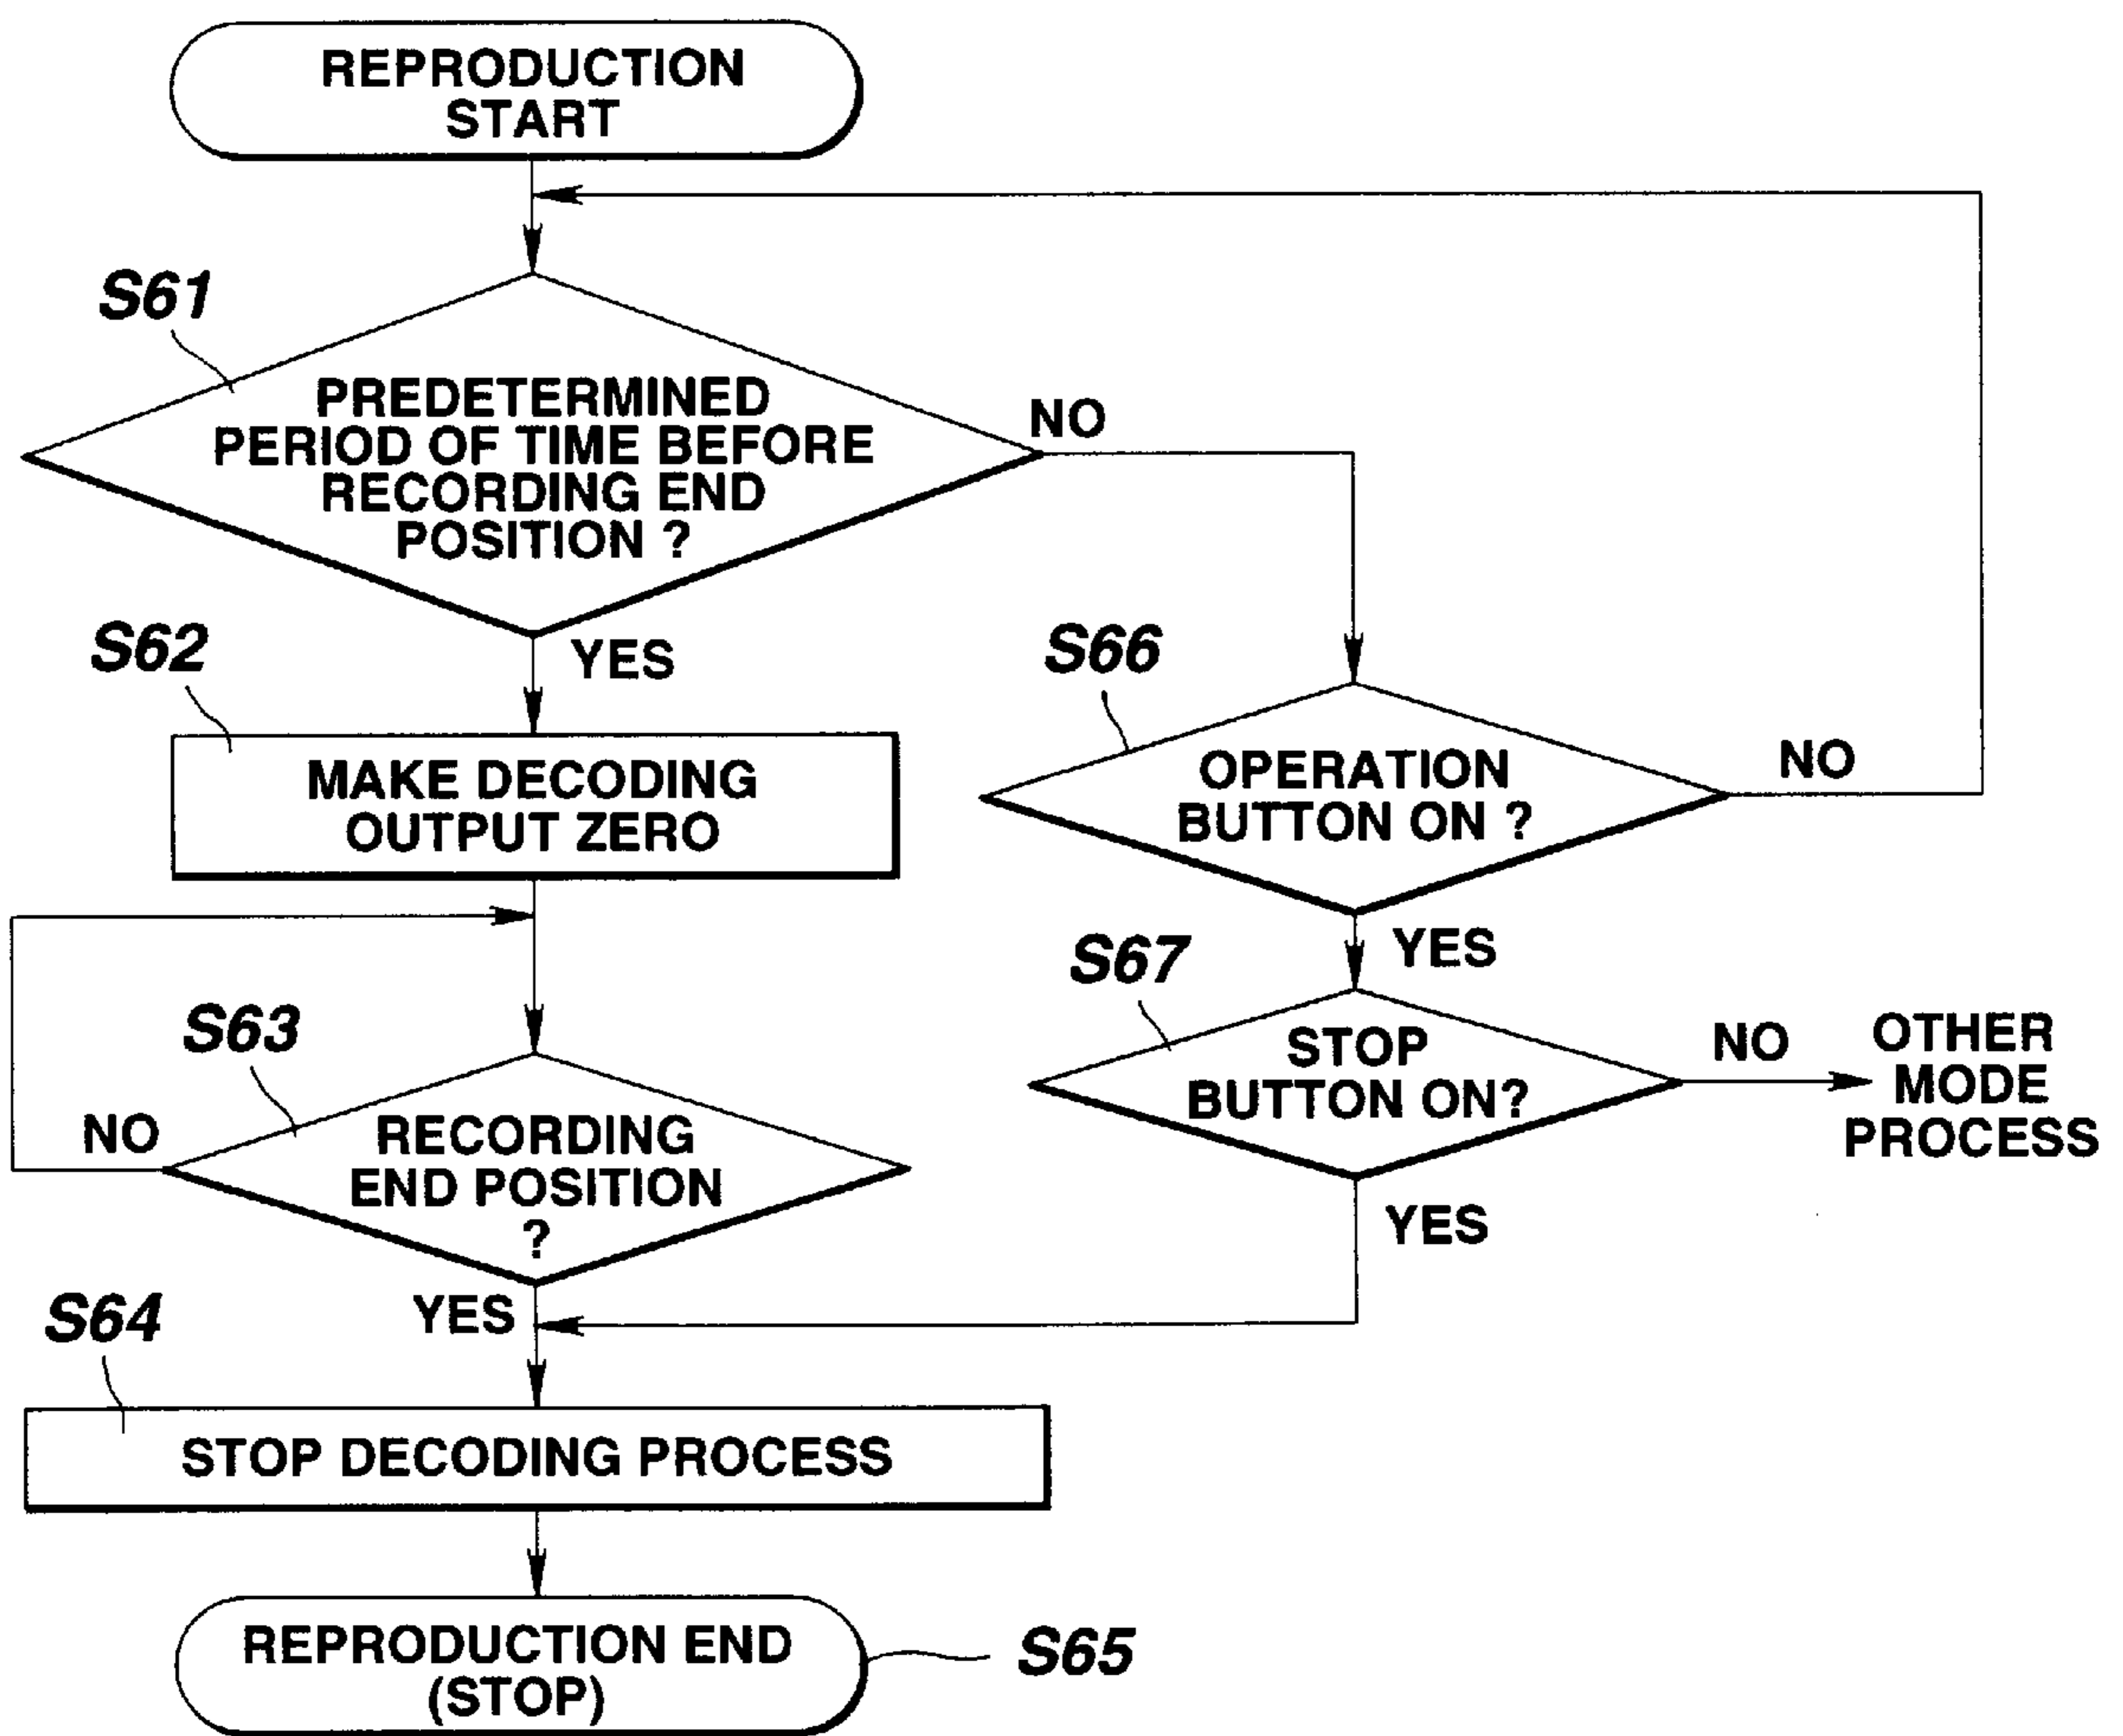 REPRODUCTION
START
S61
PREDETERMINED
PERIOD OF TIME BEFORE
RECORDING END
POSITION ?
NO
YES
S62
MAKE DECODING
OUTPUT ZERO
S66
OPERATION
BUTTON ON ?
NO
YES
S67
STOP
BUTTON ON?
NO
OTHER
MODE
PROCESS
YES
S63
RECORDING
END POSITION
?
NO
YES
S64
STOP DECODING PROCESS
REPRODUCTION END
(STOP)
S65